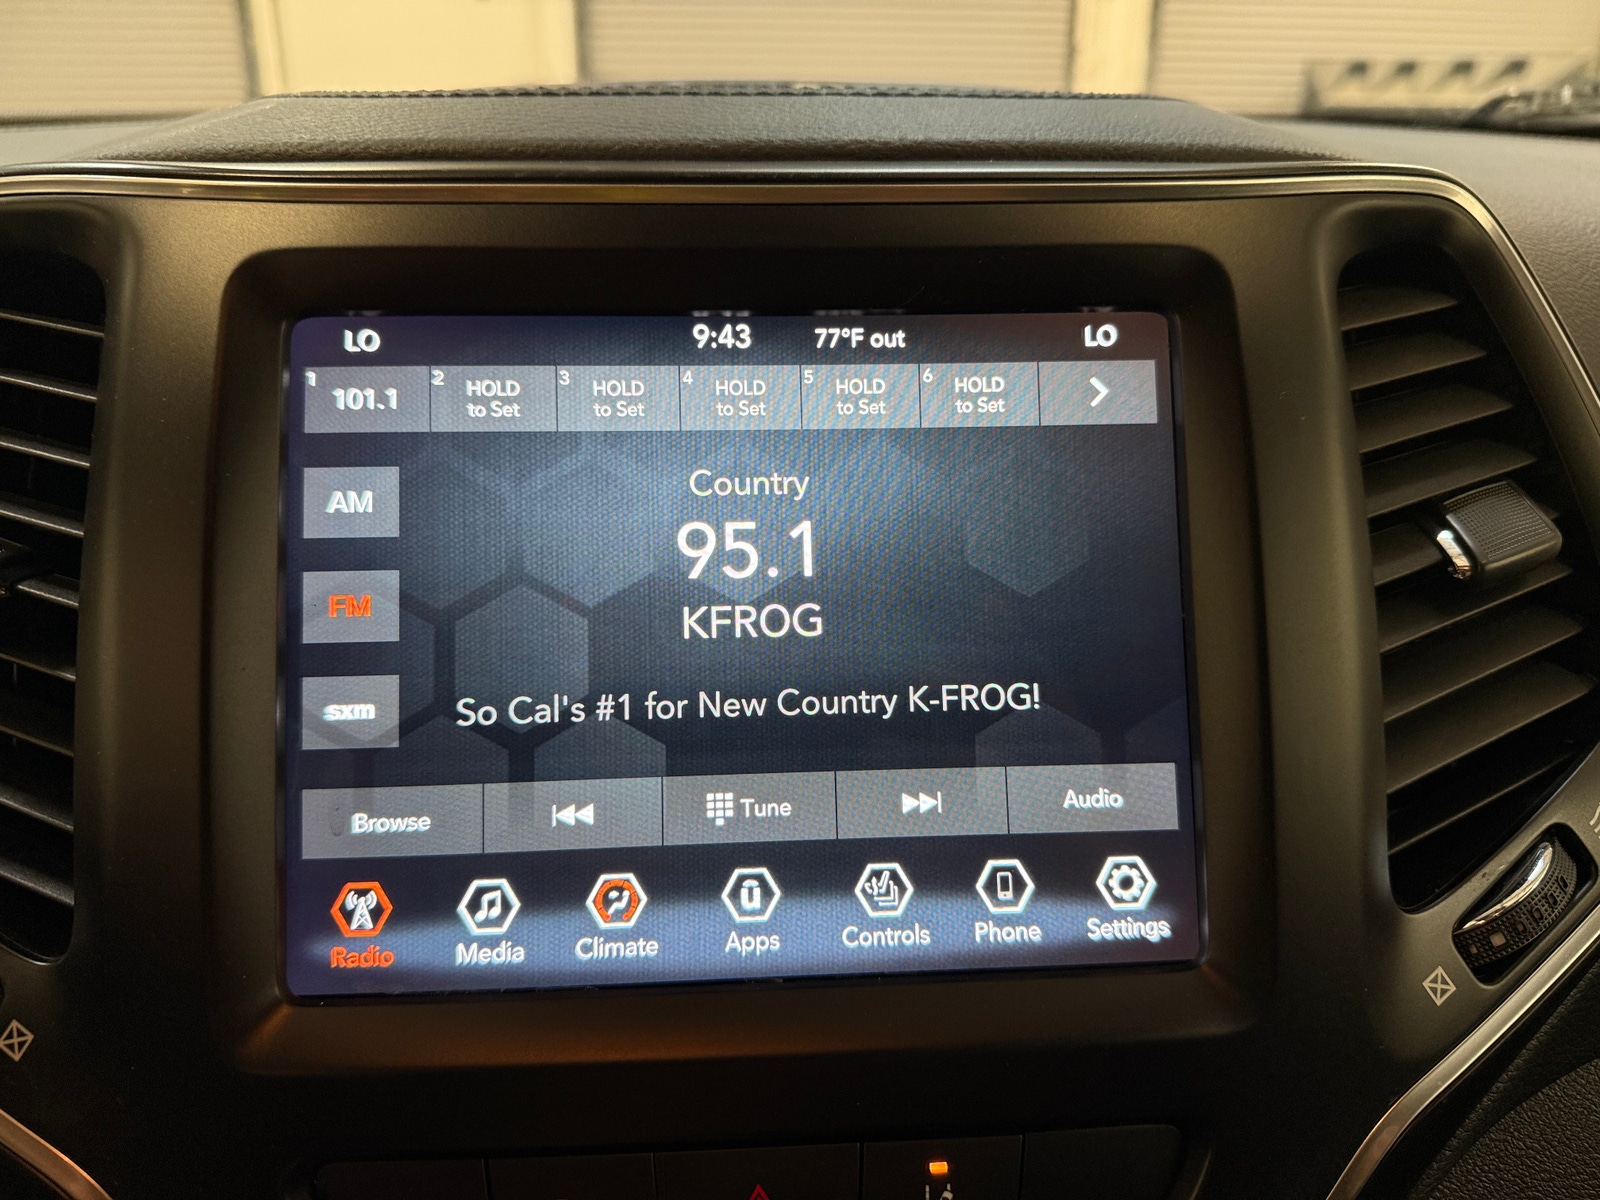 LO 9:43 77°F out LO
1 101.1 2 HOLD to Set 3 HOLD to Set 4 HOLD to Set 5 HOLD to Set 6 HOLD to Set
AM
Country
95.1
FM
KFROG
sxm
So Cal's #1 for New Country K-FROG!
Browse Tune Audio
Radio Media Climate Apps Controls Phone Settings